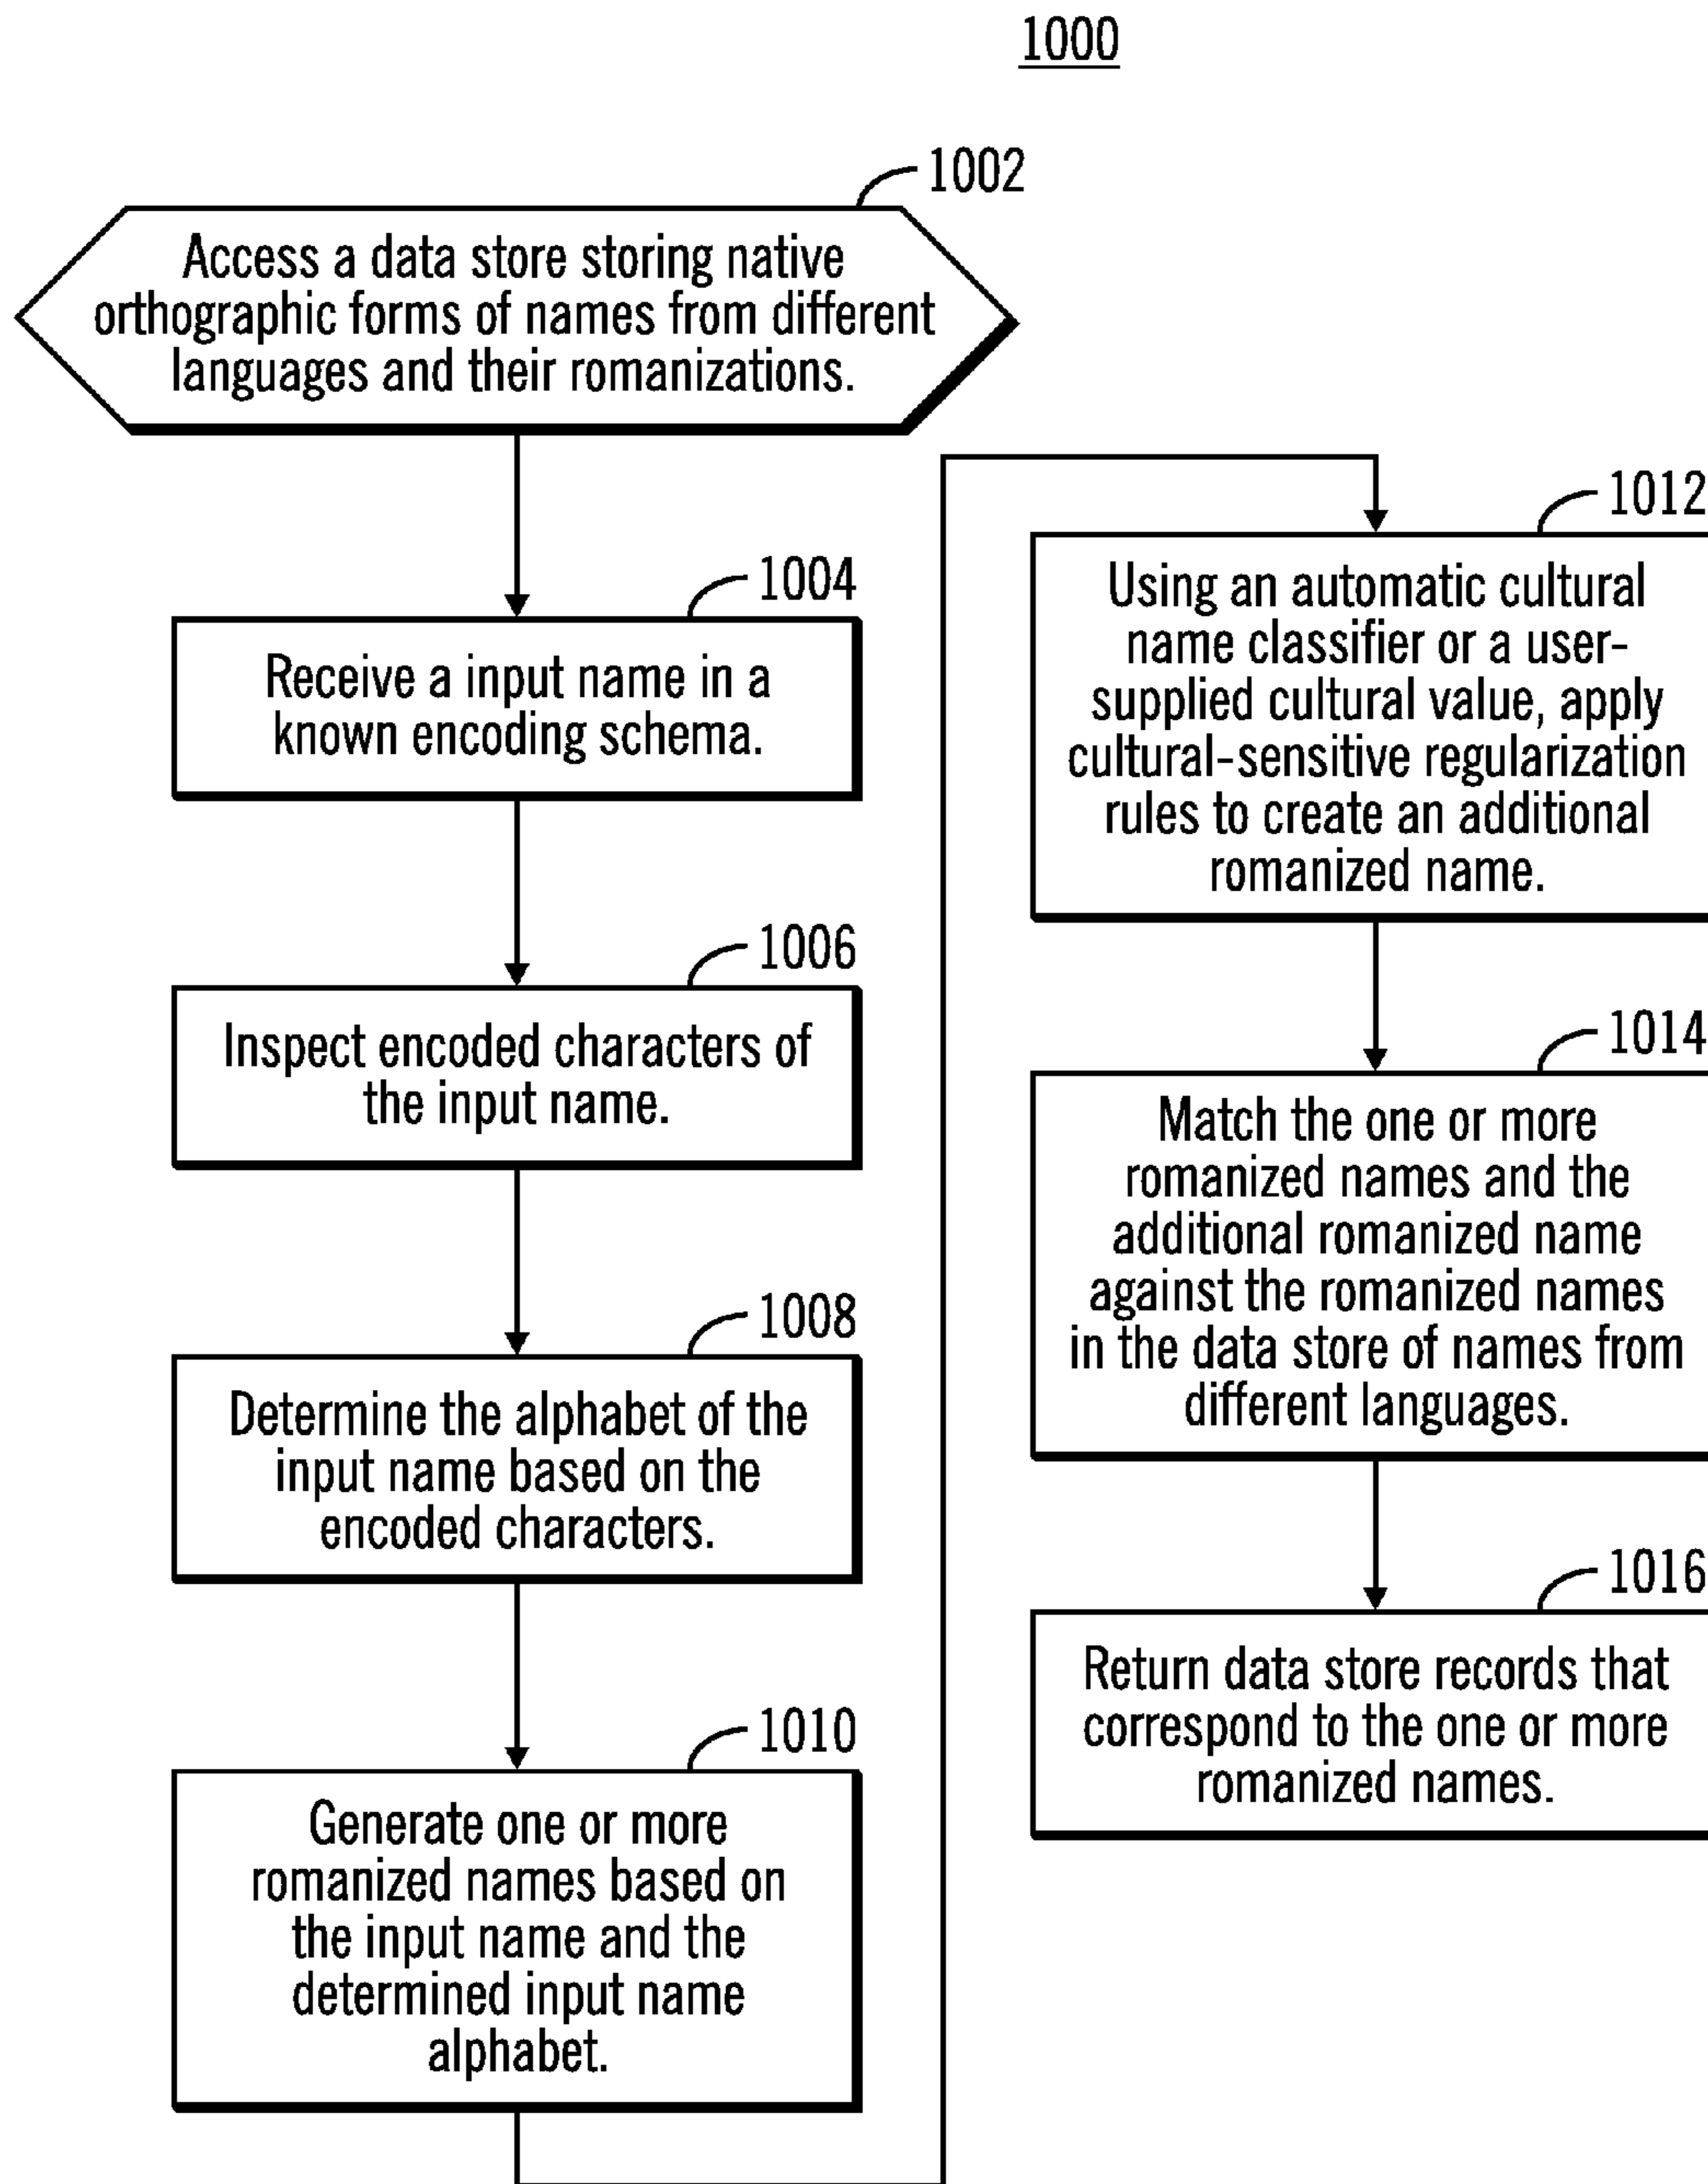 1000
1002
Access a data store storing native
orthographic forms of names from different
languages and their romanizations.
1004
Receive a input name in a
known encoding schema.
1006
Inspect encoded characters of
the input name.
1008
Determine the alphabet of the
input name based on the
encoded characters.
1010
Generate one or more
romanized names based on
the input name and the
determined input name
alphabet.
1012
Using an automatic cultural
name classifier or a user-
supplied cultural value, apply
cultural-sensitive regularization
rules to create an additional
romanized name.
1014
Match the one or more
romanized names and the
additional romanized name
against the romanized names
in the data store of names from
different languages.
1016
Return data store records that
correspond to the one or more
romanized names.